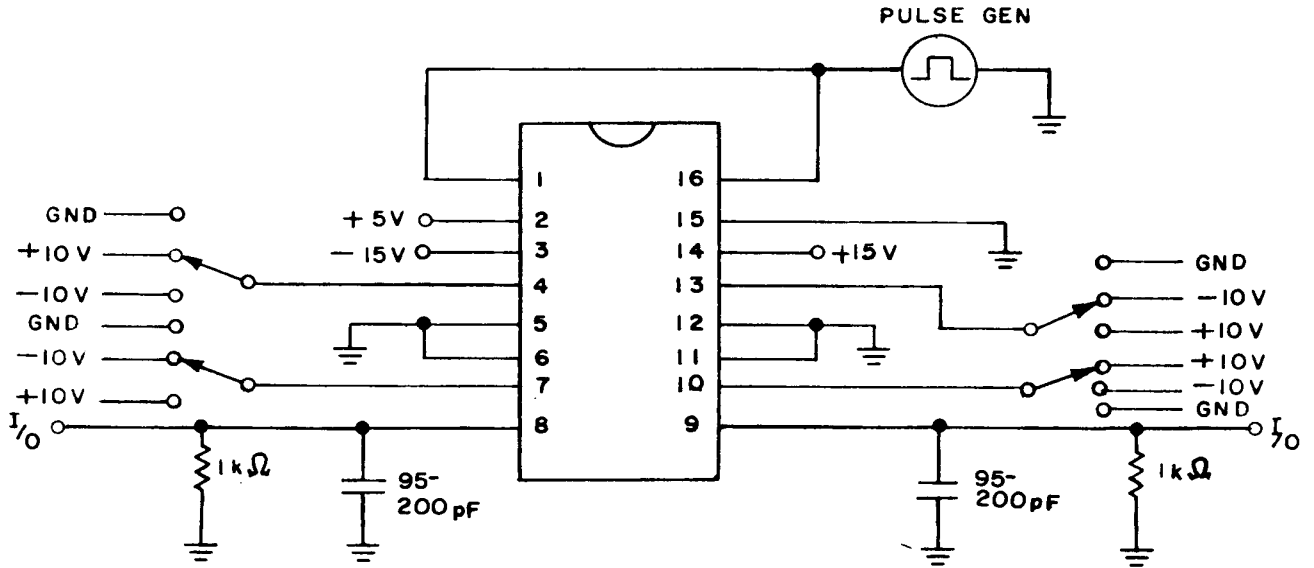 PULSE GEN
1
16
GND
+ 5V
2
15
+10V
- 15V
3
14
+15V
GND
-10V
4
13
-10V
GND
5
12
+10V
-10V
6
11
+10V
7
10
-10V
+10V
GND
I/O
8
9
I/O
1kΩ
95-
200pF
95-
200pF
1kΩ